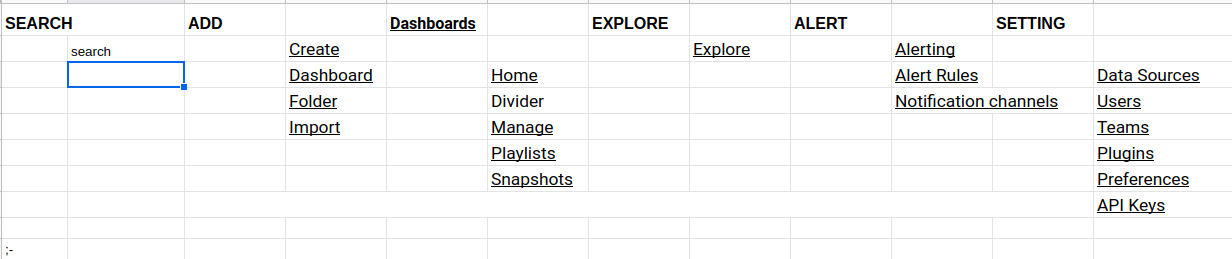 SEARCH ADD Dashboards EXPLORE ALERT SETTING
search Create Explore Alerting
Dashboard Home Alert Rules Data Sources
Folder Divider Notification channels Users
Import Manage Teams
Playlists Plugins
Snapshots Preferences
API Keys
;-